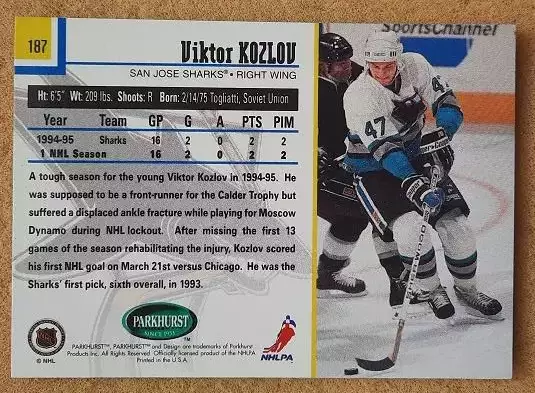 187
Viktor KOZLOV
SAN JOSE SHARKS® • RIGHT WING
Ht: 6'5" Wt: 209 lbs. Shoots: R Born: 2/14/75 Togliatti, Soviet Union
Year Team GP G A PTS PIM
1994-95 Sharks 16 2 0 2 2
1 NHL Season 16 2 0 2 2
A tough season for the young Viktor Kozlov in 1994-95. He
was supposed to be a front-runner for the Calder Trophy but
suffered a displaced ankle fracture while playing for Moscow
Dynamo during NHL lockout. After missing the first 13
games of the season rehabilitating the injury, Kozlov scored
his first NHL goal on March 21st versus Chicago. He was the
Sharks' first pick, sixth overall, in 1993.
PARKHURST
SINCE 1951
™
NHLPA
© NHL
PARKHURST™, PARKHURST and Design are trademarks of Parkhurst
Products Inc. All Rights Reserved. Officially licensed product of the NHLPA
Printed in the U.S.A.
SportsChannel
47
47